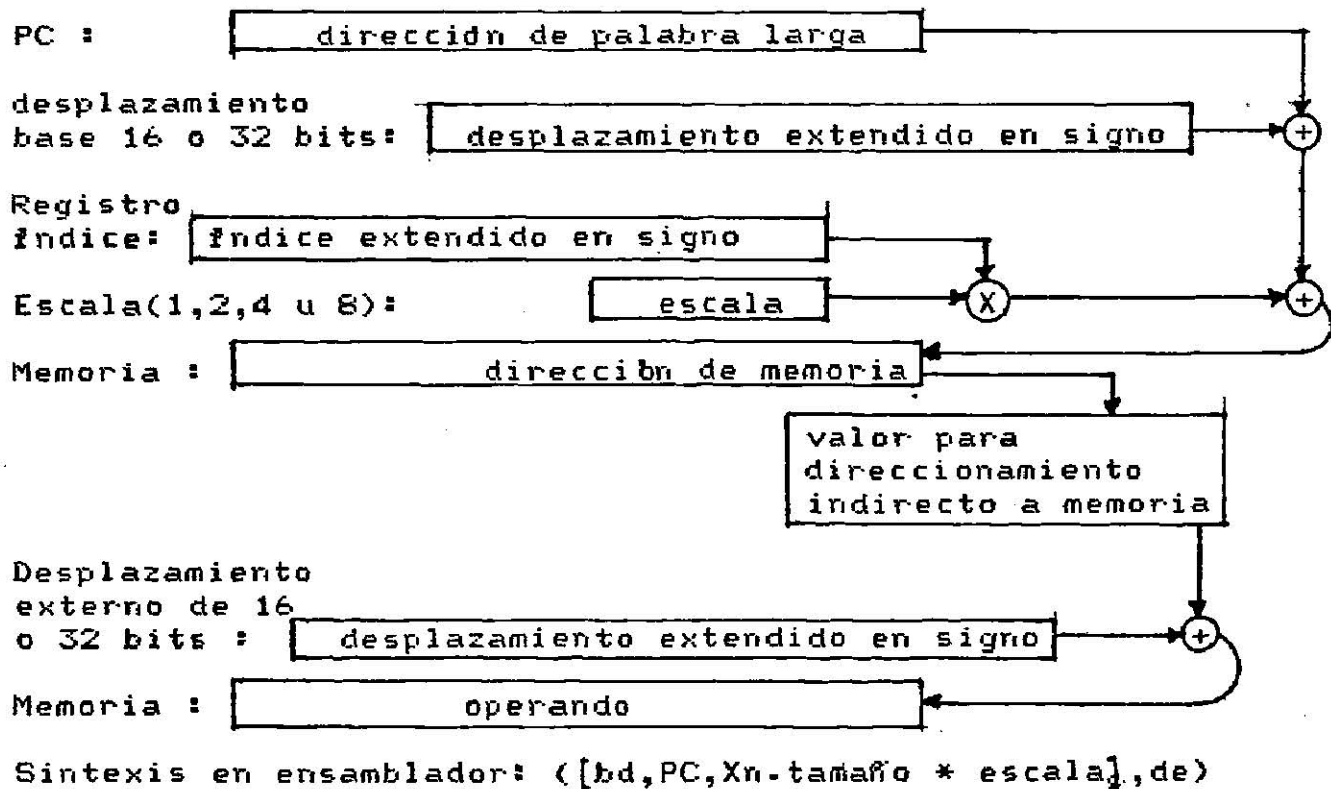 PC : dirección de palabra larga
desplazamiento
base 16 o 32 bits: desplazamiento extendido en signo +
Registro
índice: índice extendido en signo
Escala(1,2,4 u 8): escala X +
Memoria : dirección de memoria
valor para
direccionamiento
indirecto a memoria
Desplazamiento
externo de 16
o 32 bits : desplazamiento extendido en signo +
Memoria : operando
Sintexis en ensamblador: ([bd,PC,Xn.tamaño * escala],de)